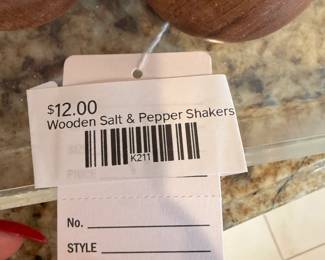 $12.00
Wooden Salt & Pepper Shakers
K211
No.
STYLE